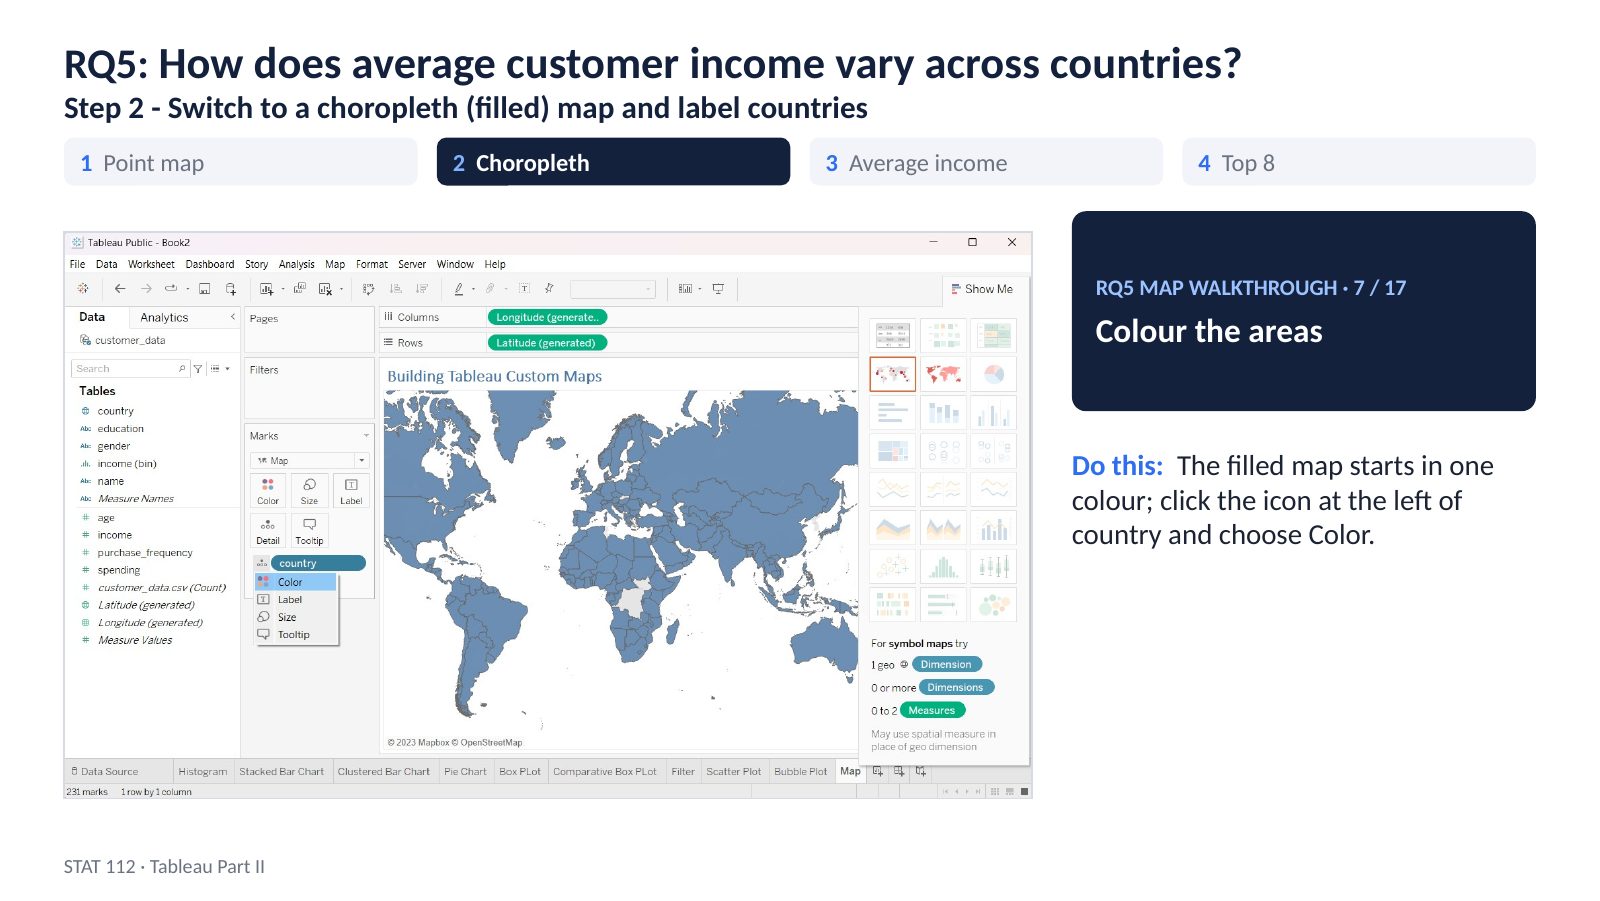 RQ5: How does average customer income vary across countries?
Step 2 - Switch to a choropleth (filled) map and label countries
1 Point map
2 Choropleth
3 Average income
4 Top 8
Tableau Public - Book2
File Data Worksheet Dashboard Story Analysis Map Format Server Window Help
Show Me
Data Analytics
customer_data
Search
Tables
country
Abc education
Abc gender
income (bin)
Abc name
Abc Measure Names
# age
# income
# purchase_frequency
# spending
# customer_data.csv (Count)
Latitude (generated)
Longitude (generated)
# Measure Values
Pages
Filters
Marks
Map
Color Size Label
Detail Tooltip
country
Color
Label
Size
Tooltip
Columns Longitude (generate..
Rows Latitude (generated)
Building Tableau Custom Maps
© 2023 Mapbox © OpenStreetMap
For symbol maps try
1 geo Dimension
0 or more Dimensions
0 to 2 Measures
May use spatial measure in
place of geo dimension
Data Source Histogram Stacked Bar Chart Clustered Bar Chart Pie Chart Box PLot Comparative Box PLot Filter Scatter Plot Bubble Plot Map
231 marks 1 row by 1 column
RQ5 MAP WALKTHROUGH · 7 / 17
Colour the areas
Do this: The filled map starts in one
colour; click the icon at the left of
country and choose Color.
STAT 112 · Tableau Part II